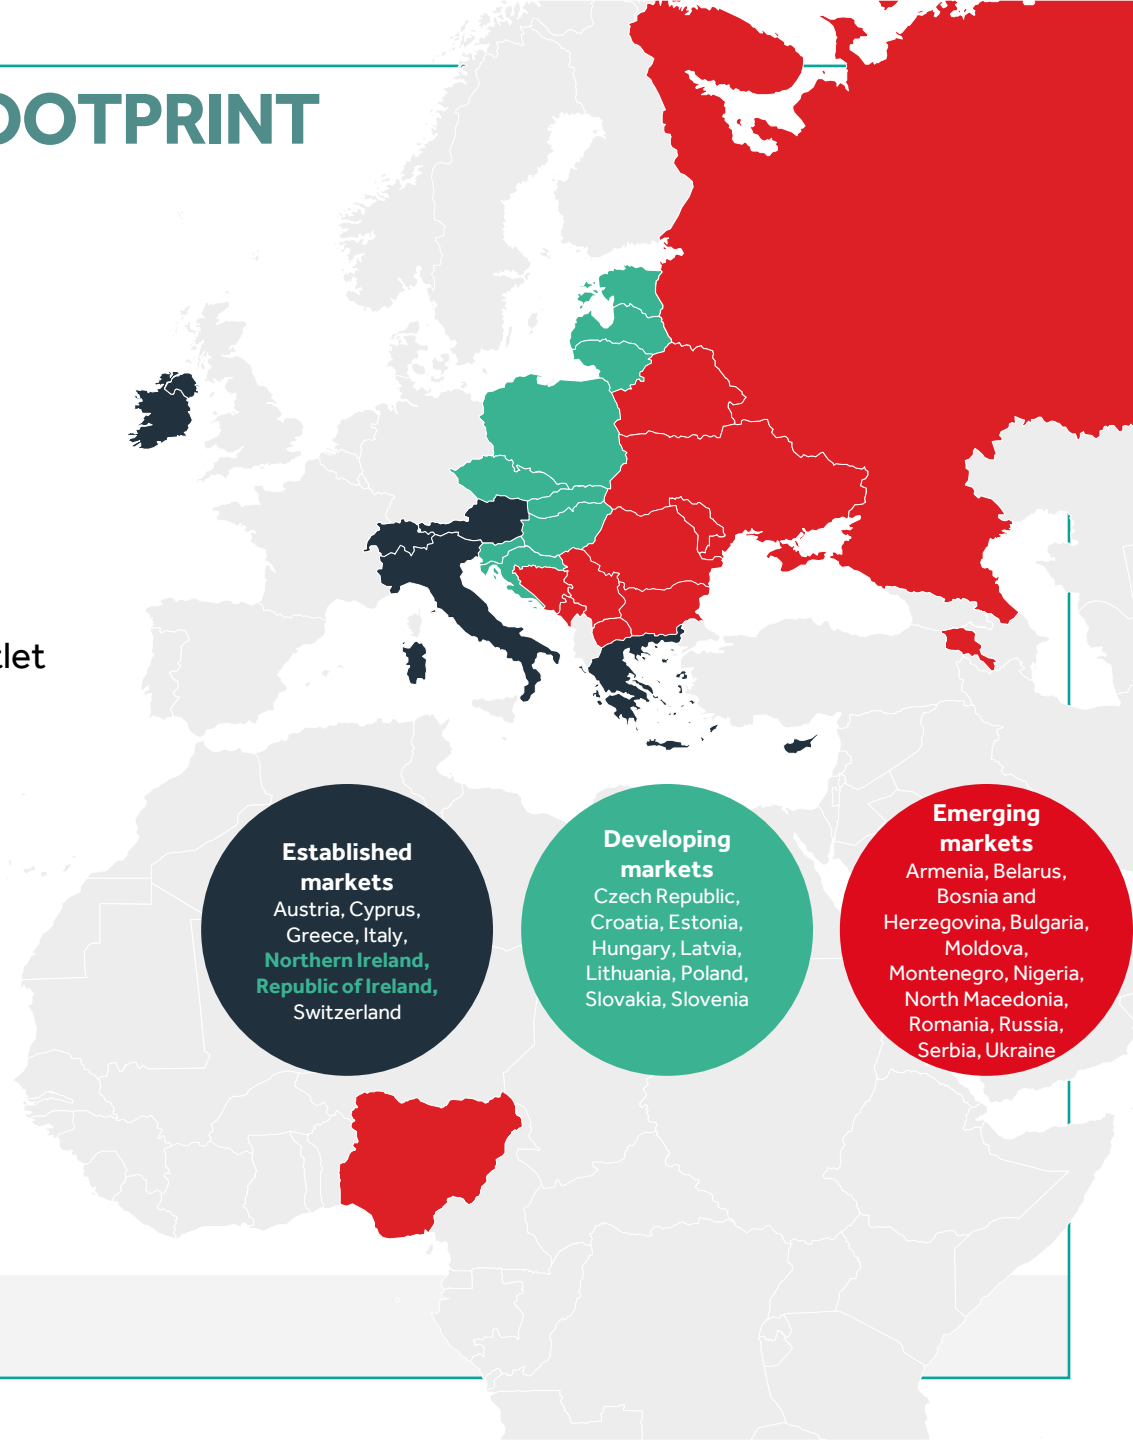 OOTPRINT
tlet
Established
markets
Austria, Cyprus,
Greece, Italy,
Northern Ireland,
Republic of Ireland,
Switzerland
Developing
markets
Czech Republic,
Croatia, Estonia,
Hungary, Latvia,
Lithuania, Poland,
Slovakia, Slovenia
Emerging
markets
Armenia, Belarus,
Bosnia and
Herzegovina, Bulgaria,
Moldova,
Montenegro, Nigeria,
North Macedonia,
Romania, Russia,
Serbia, Ukraine